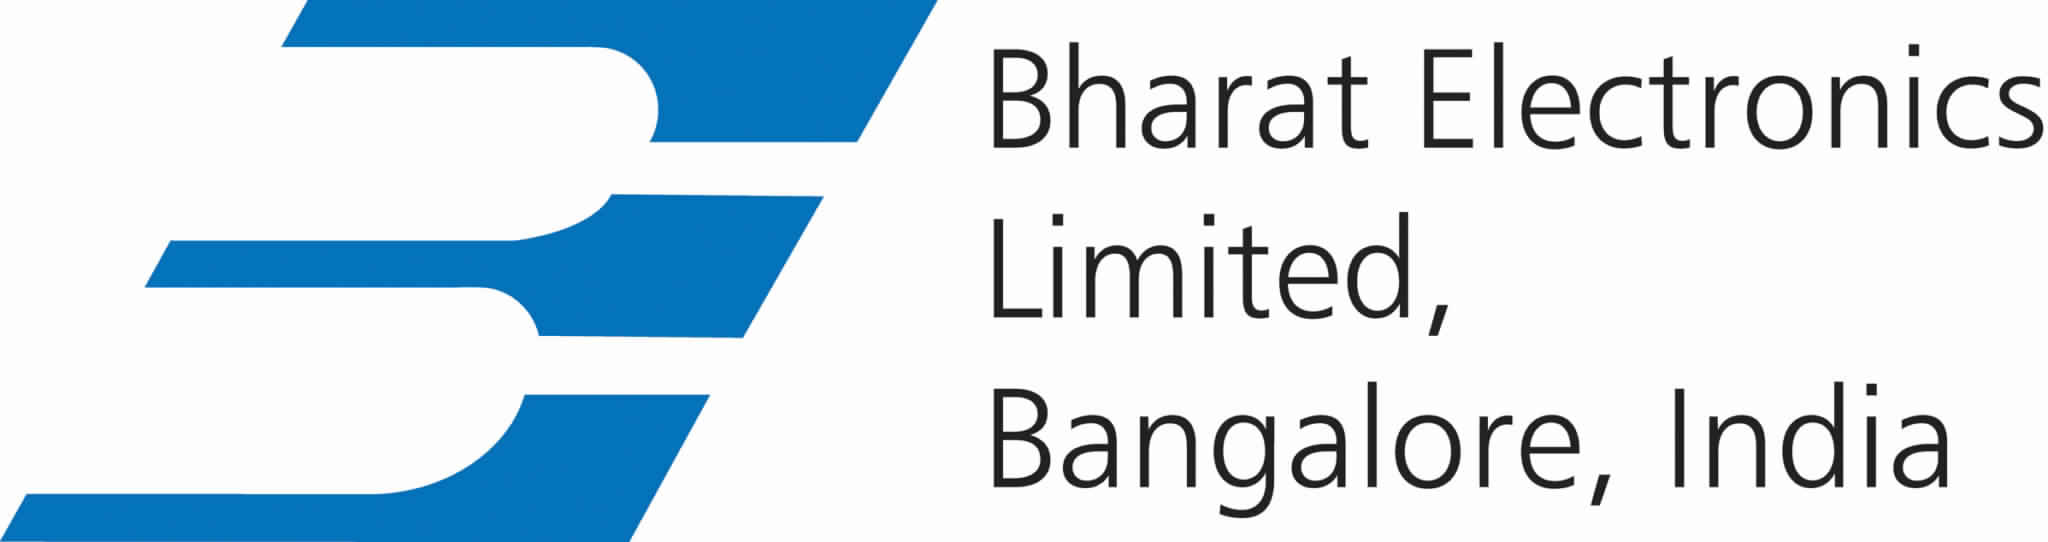 Bharat Electronics
Limited,
Bangalore, India